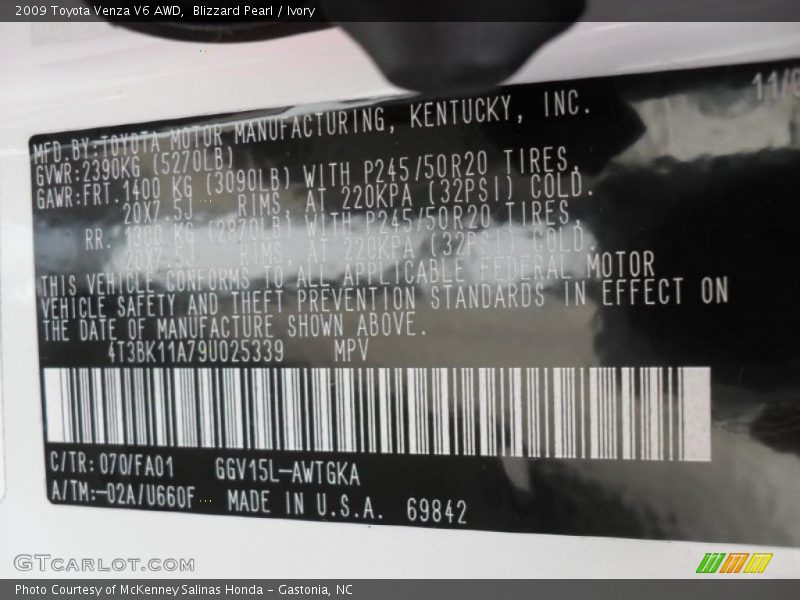 2009 Toyota Venza V6 AWD, Blizzard Pearl / Ivory
MFD.BY:TOYOTA MOTOR MANUFACTURING, KENTUCKY, INC.
GVWR:2390KG (5270LB)
GAWR:FRT. 1400 KG (3090LB) WITH P245/50R20 TIRES,
20X7.5J RIMS, AT 220KPA (32PSI) COLD.
RR. 1300 KG (2870LB) WITH P245/50R20 TIRES,
20X7.5J RIMS, AT 220KPA (32PSI) COLD.
THIS VEHICLE CONFORMS TO ALL APPLICABLE FEDERAL MOTOR
VEHICLE SAFETY AND THEFT PREVENTION STANDARDS IN EFFECT ON
THE DATE OF MANUFACTURE SHOWN ABOVE.
4T3BK11A79U025339 MPV
C/TR: 070/FA01 GGV15L-AWTGKA
A/TM:-02A/U660F MADE IN U.S.A. 69842
GTcarlot.com
Photo Courtesy of McKenney Salinas Honda - Gastonia, NC